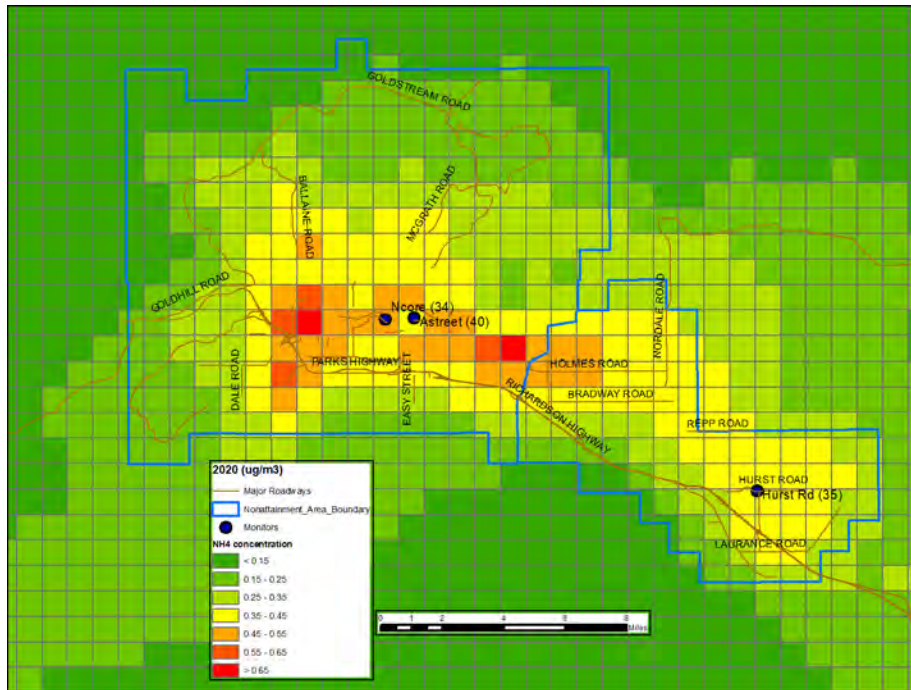 GOLDSTREAM ROAD
BALLAINE ROAD
MCGRATH ROAD
GOLDHILL ROAD
NORDALE ROAD
Ncore (34)
Astreet (40)
PARKS HIGHWAY
HOLMES ROAD
DALE ROAD
EASY STREET
BRADWAY ROAD
RICHARDSON HIGHWAY
REPP ROAD
HURST ROAD
Hurst Rd (35)
LAURANCE ROAD
2020 (ug/m3)
Major Roadways
Nonattainment_Area_Boundary
Monitors
NH4 concentration
< 0.15
0.15 - 0.25
0.25 - 0.35
0.35 - 0.45
0.45 - 0.55
0.55 - 0.65
> 0.65
0 1 2 4 6 8
Miles